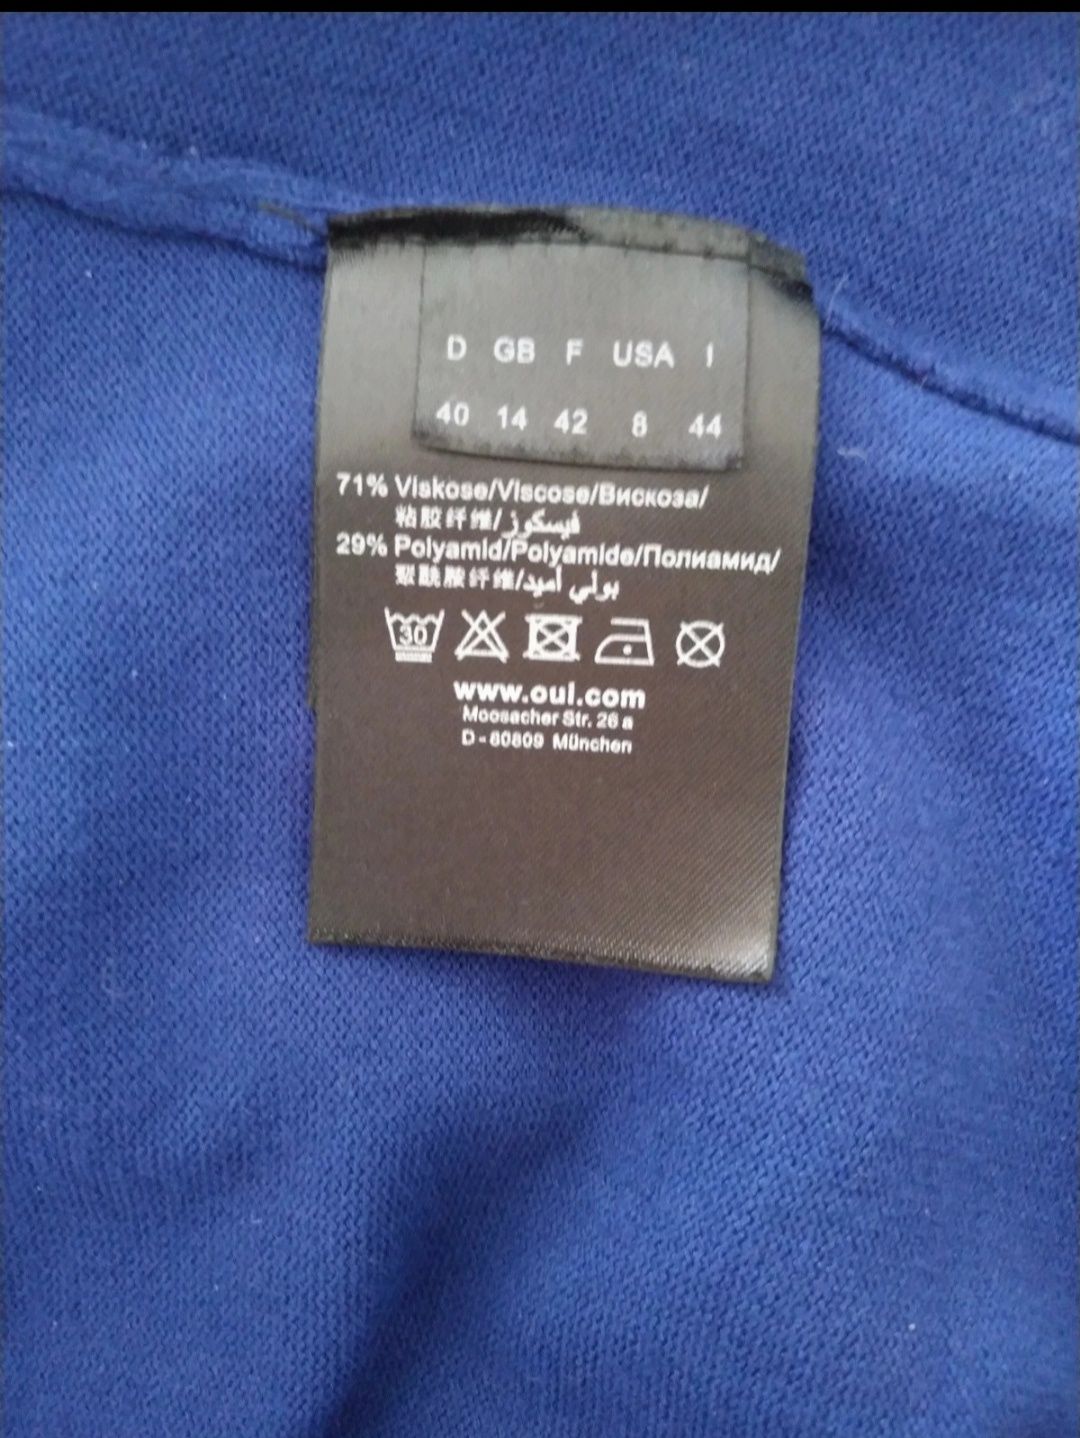 D GB F USA I
40 14 42 8 44
71% Viskose/Viscose/Вискоза/
粘胶纤维/فيسكوز
29% Polyamid/Polyamide/Полиамид/
聚酰胺纤维/بولي أميد
30
www.oui.com
Moosacher Str. 26 a
D - 80809 München